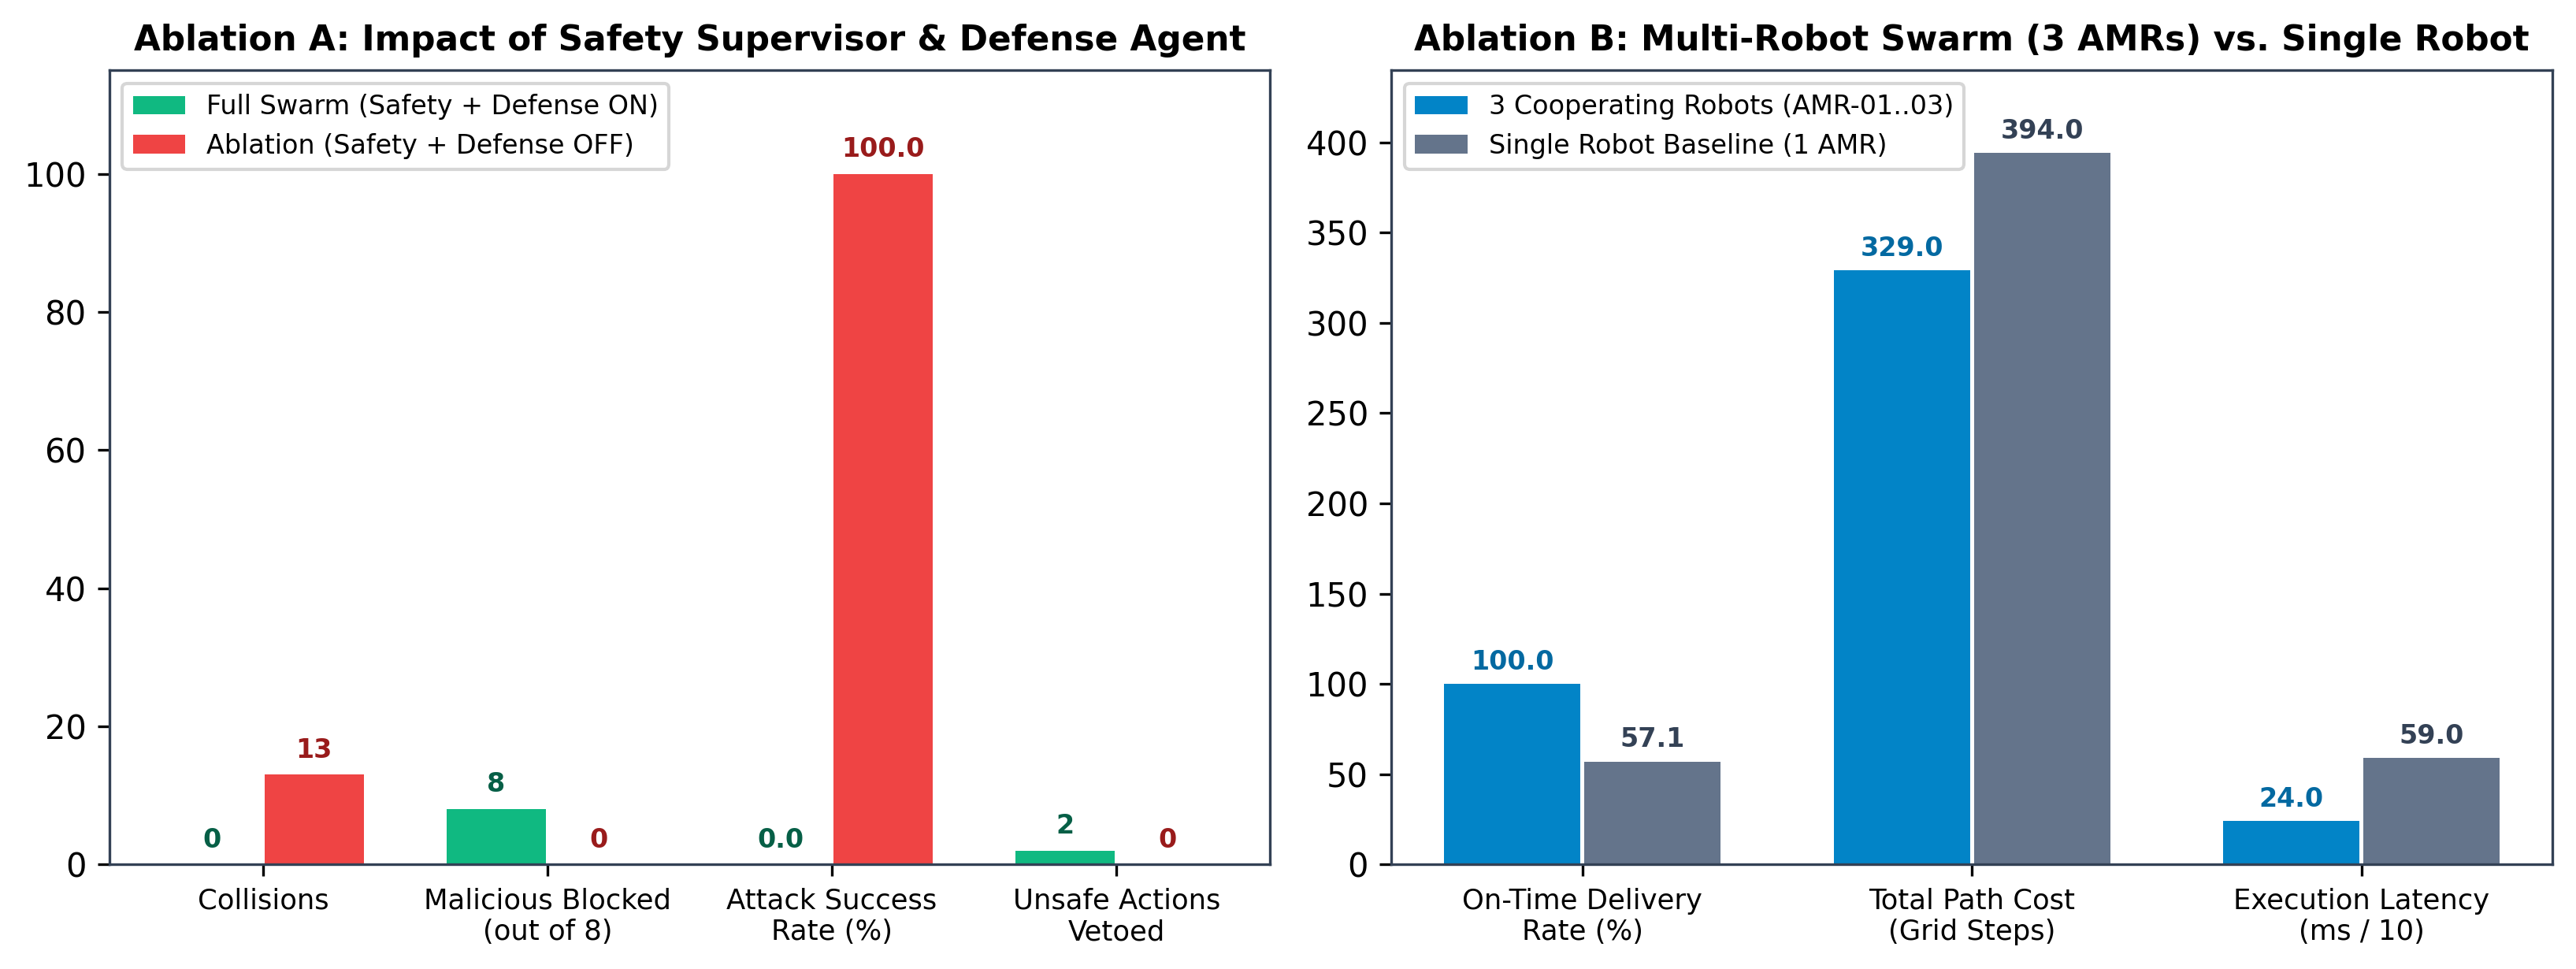 Ablation A: Impact of Safety Supervisor & Defense Agent
Full Swarm (Safety + Defense ON)
Ablation (Safety + Defense OFF)
100
80
60
40
20
0
0
13
8
0
0.0
100.0
2
0
Collisions
Malicious Blocked
(out of 8)
Attack Success
Rate (%)
Unsafe Actions
Vetoed
Ablation B: Multi-Robot Swarm (3 AMRs) vs. Single Robot
3 Cooperating Robots (AMR-01..03)
Single Robot Baseline (1 AMR)
400
350
300
250
200
150
100
50
0
100.0
57.1
329.0
394.0
24.0
59.0
On-Time Delivery
Rate (%)
Total Path Cost
(Grid Steps)
Execution Latency
(ms / 10)